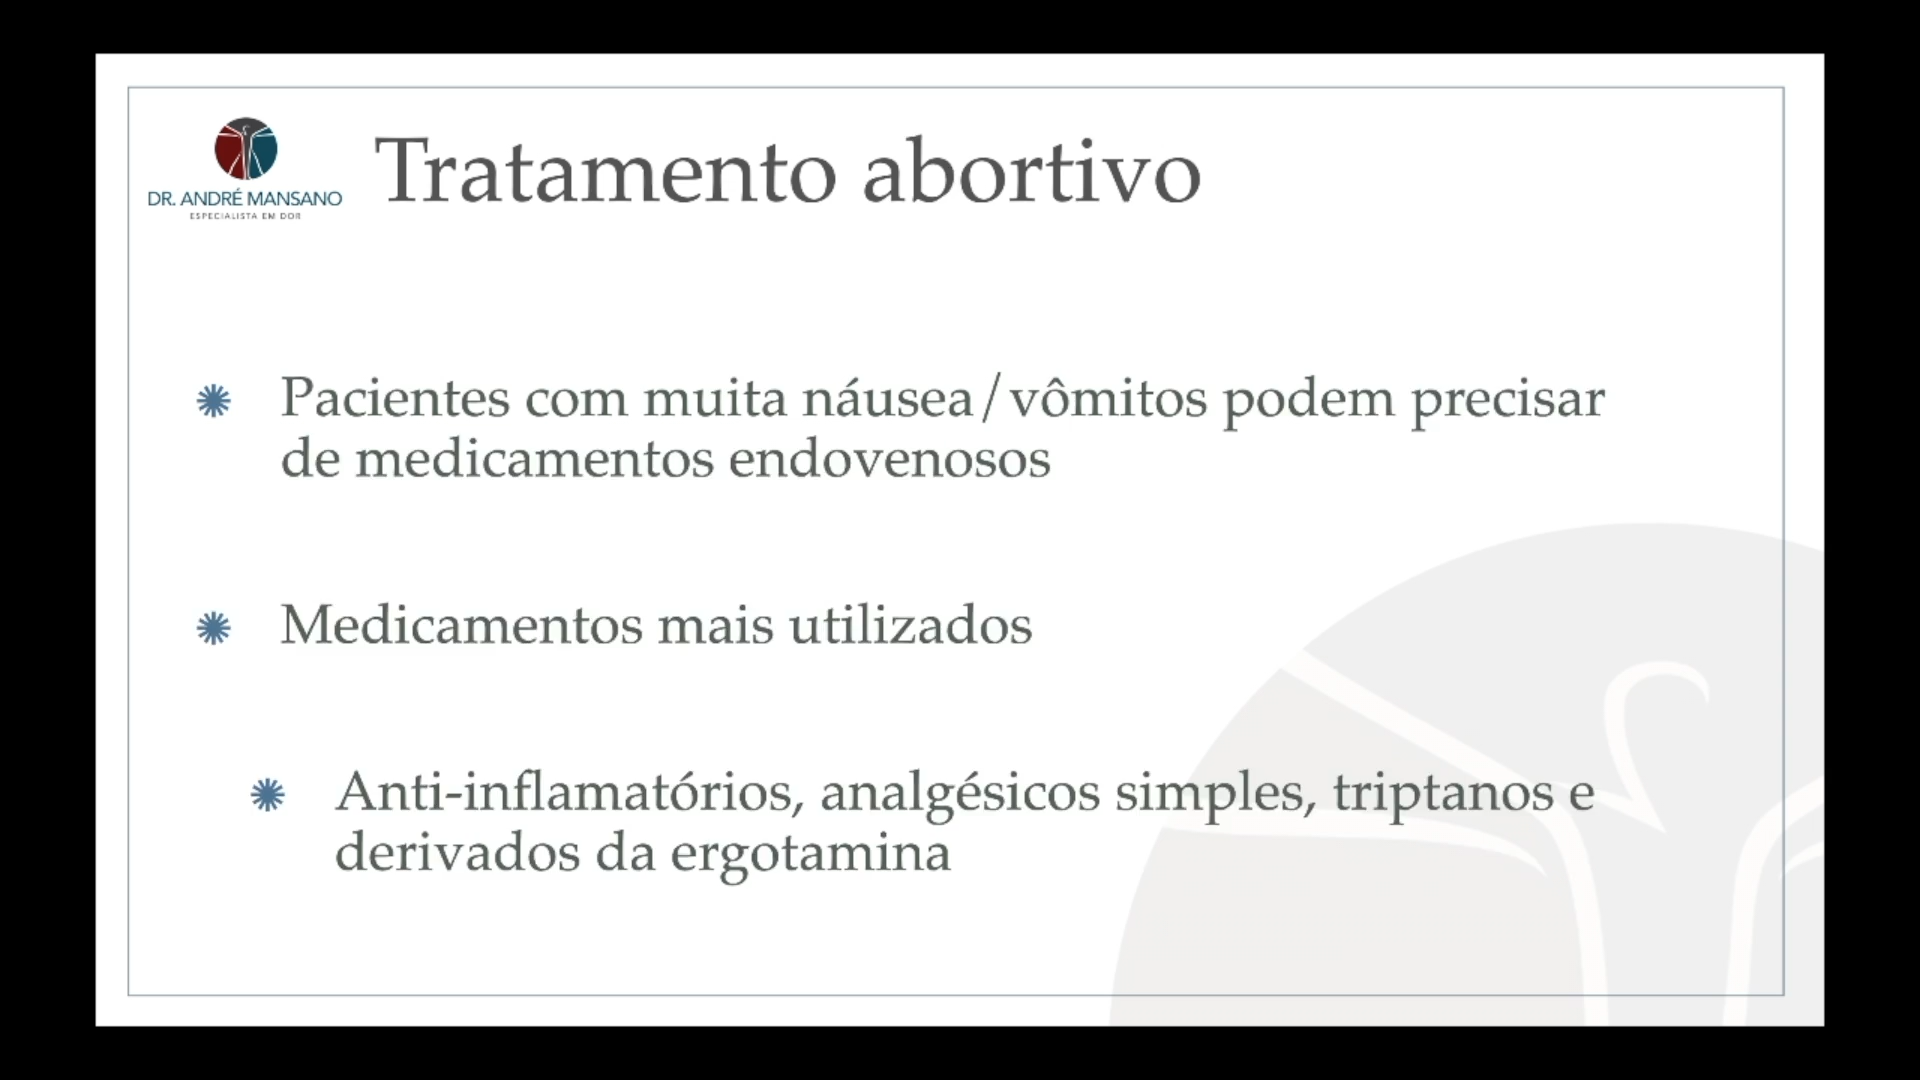 DR. ANDRÉ MANSANO
ESPECIALISTA EM DOR
Tratamento abortivo
Pacientes com muita náusea/vômitos podem precisar
de medicamentos endovenosos
Medicamentos mais utilizados
Anti-inflamatórios, analgésicos simples, triptanos e
derivados da ergotamina